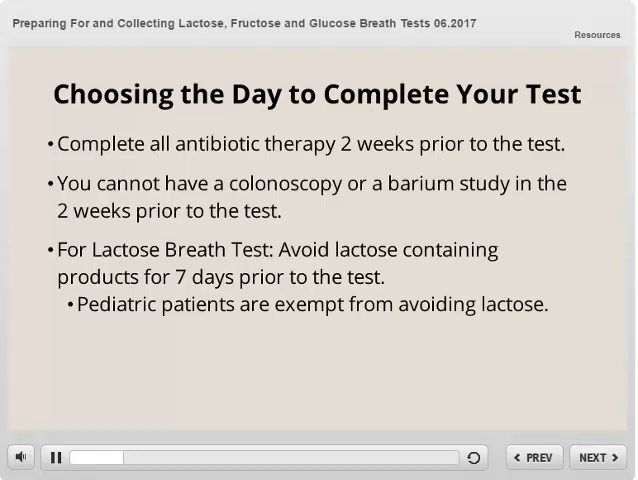 Preparing For and Collecting Lactose, Fructose and Glucose Breath Tests 06.2017
Resources
Choosing the Day to Complete Your Test
• Complete all antibiotic therapy 2 weeks prior to the test.
• You cannot have a colonoscopy or a barium study in the
2 weeks prior to the test.
• For Lactose Breath Test: Avoid lactose containing
products for 7 days prior to the test.
• Pediatric patients are exempt from avoiding lactose.
PREV
NEXT